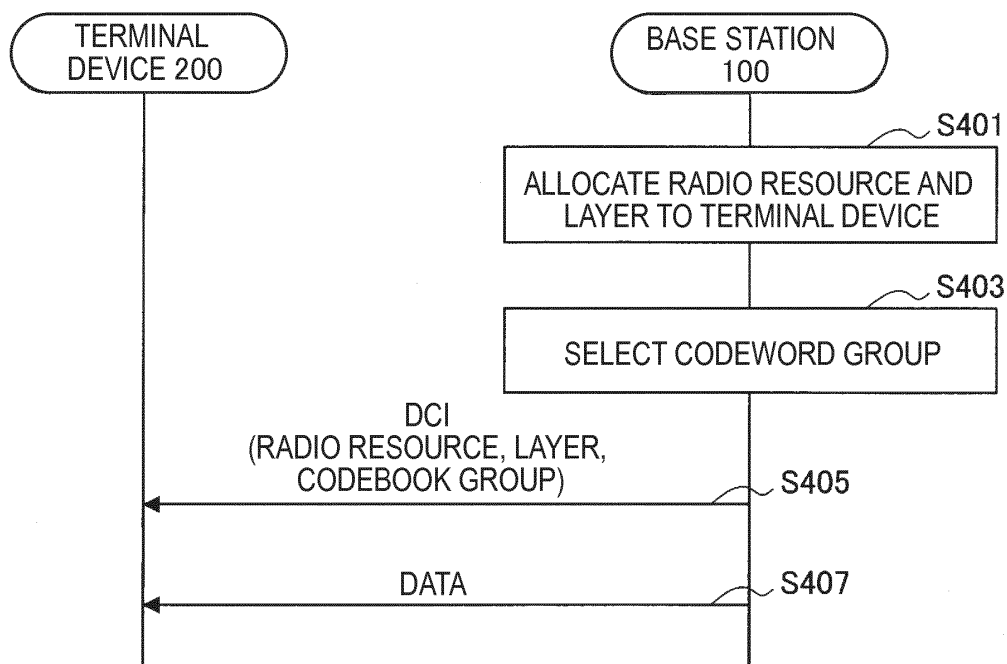 TERMINAL
DEVICE 200
BASE STATION
100
S401
ALLOCATE RADIO RESOURCE AND
LAYER TO TERMINAL DEVICE
S403
SELECT CODEWORD GROUP
DCI
(RADIO RESOURCE, LAYER,
CODEBOOK GROUP)
S405
DATA
S407